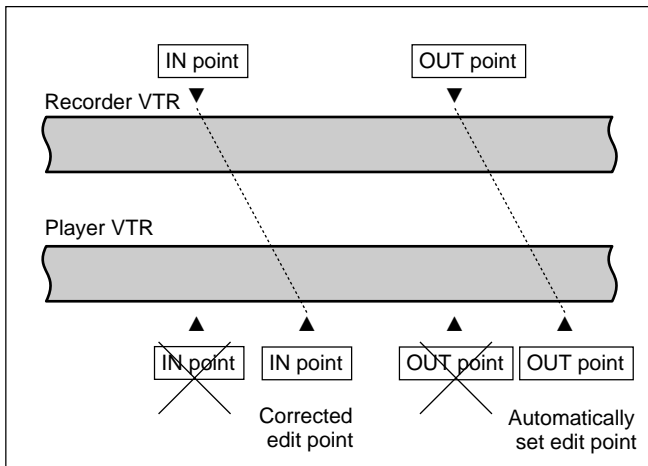 IN point
OUT point
Recorder VTR
Player VTR
IN point
IN point
OUT point
OUT point
Corrected
edit point
Automatically
set edit point